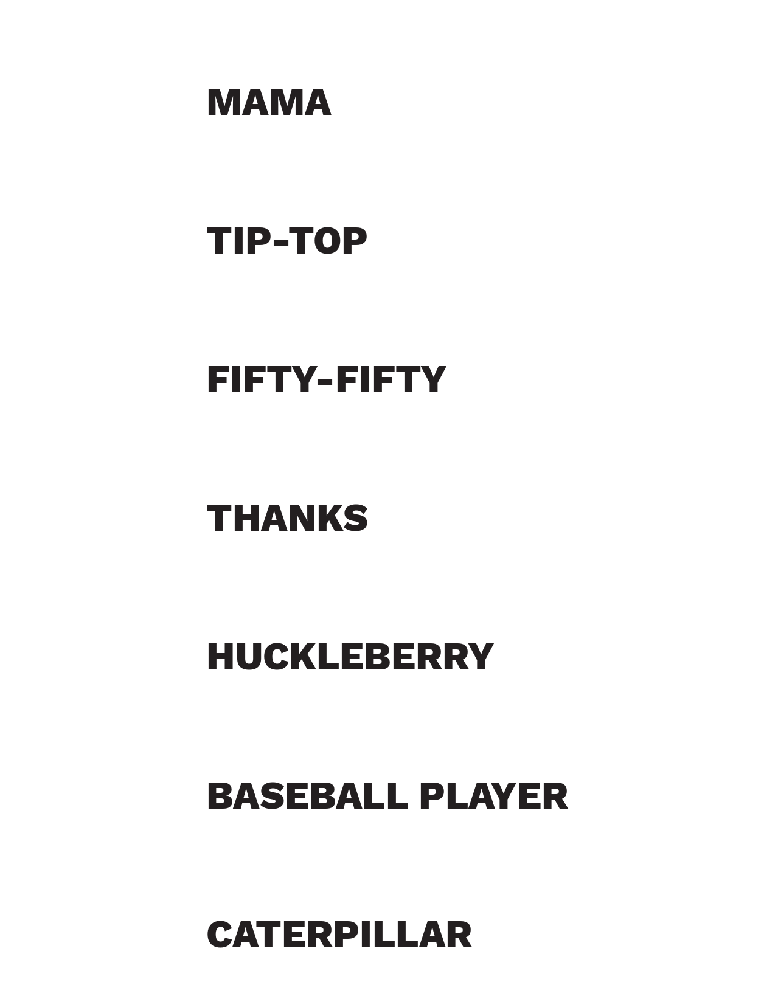 MAMA
TIP-TOP
FIFTY-FIFTY
THANKS
HUCKLEBERRY
BASEBALL PLAYER
CATERPILLAR